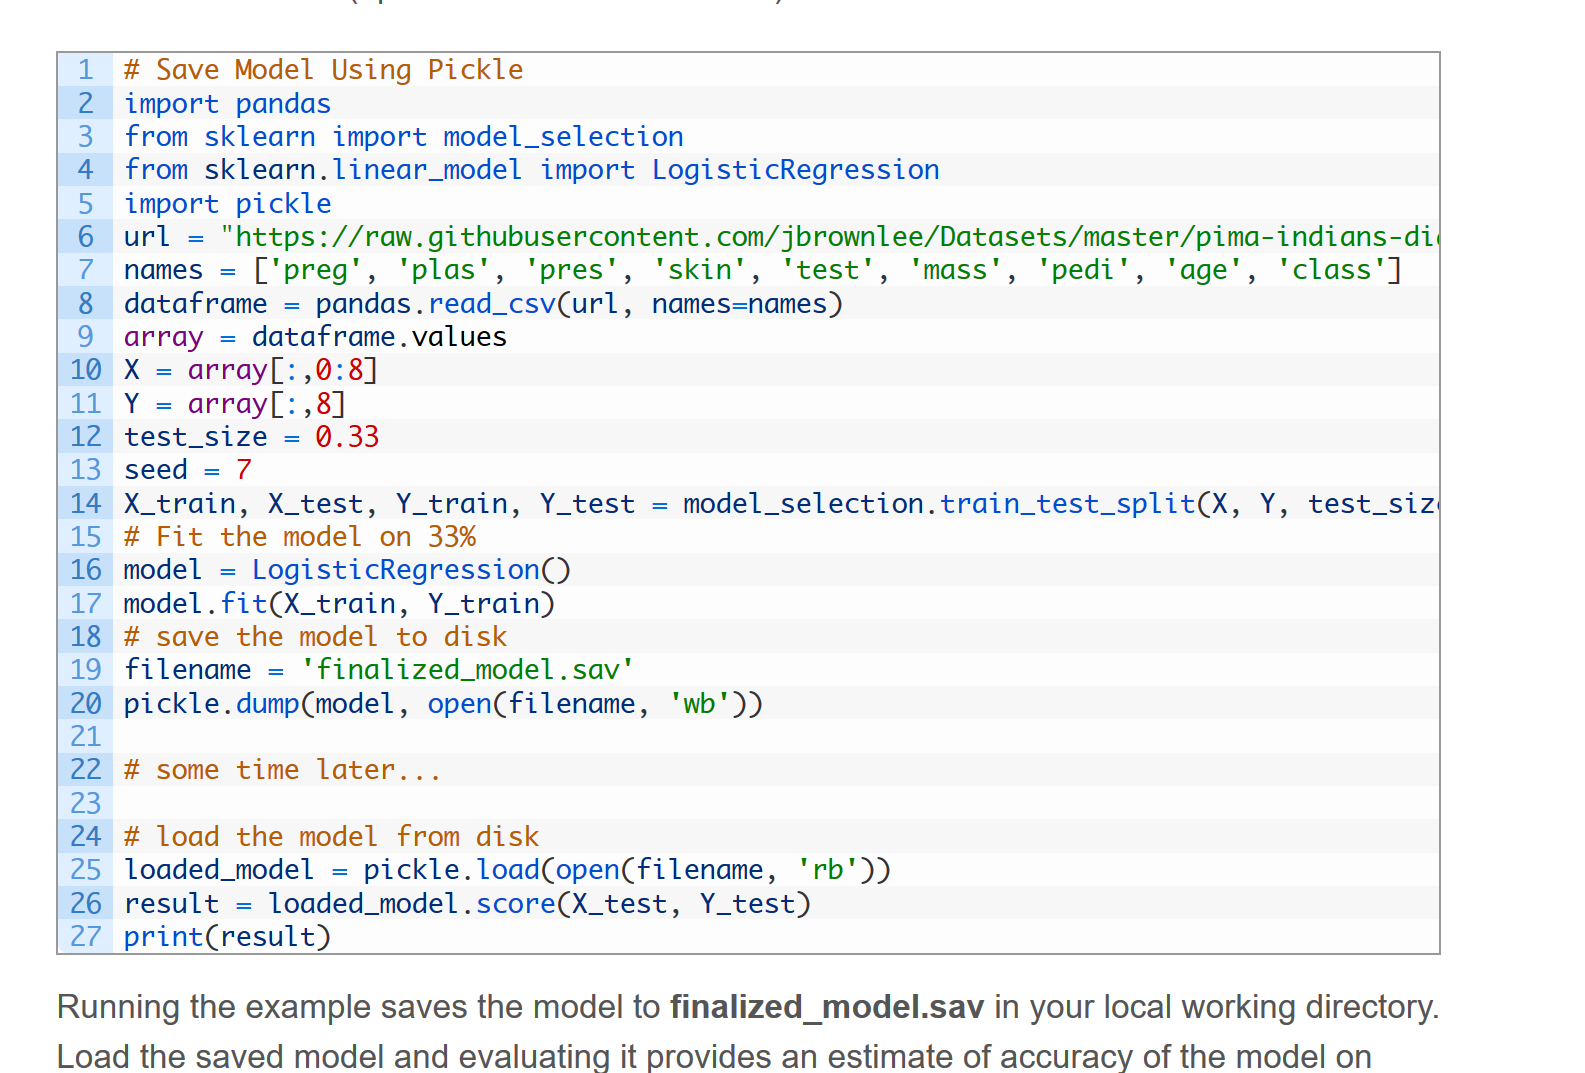 1 # Save Model Using Pickle
2 import pandas
3 from sklearn import model_selection
4 from sklearn.linear_model import LogisticRegression
5 import pickle
6 url = "https://raw.githubusercontent.com/jbrownlee/Datasets/master/pima-indians-di
7 names = ['preg', 'plas', 'pres', 'skin', 'test', 'mass', 'pedi', 'age', 'class']
8 dataframe = pandas.read_csv(url, names=names)
9 array = dataframe.values
10 X = array[:,0:8]
11 Y = array[:,8]
12 test_size = 0.33
13 seed = 7
14 X_train, X_test, Y_train, Y_test = model_selection.train_test_split(X, Y, test_siz
15 # Fit the model on 33%
16 model = LogisticRegression()
17 model.fit(X_train, Y_train)
18 # save the model to disk
19 filename = 'finalized_model.sav'
20 pickle.dump(model, open(filename, 'wb'))
21
22 # some time later...
23
24 # load the model from disk
25 loaded_model = pickle.load(open(filename, 'rb'))
26 result = loaded_model.score(X_test, Y_test)
27 print(result)
Running the example saves the model to finalized_model.sav in your local working directory.
Load the saved model and evaluating it provides an estimate of accuracy of the model on